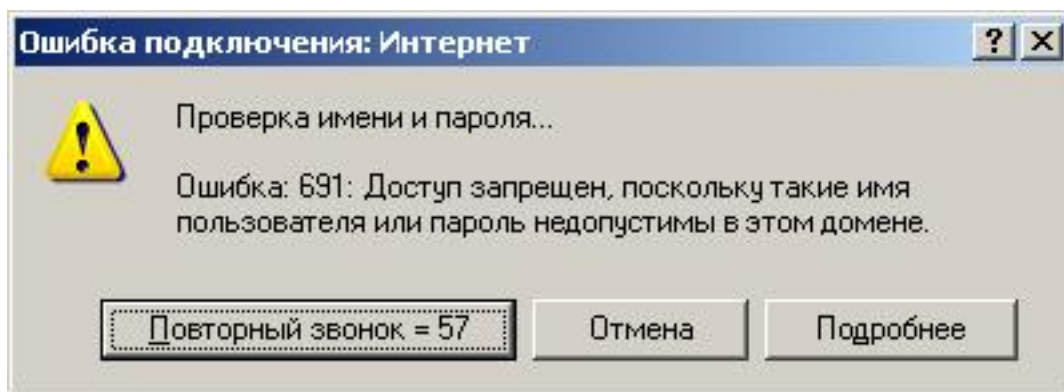 Ошибка подключения: Интернет
Проверка имени и пароля...
Ошибка: 691: Доступ запрещен, поскольку такие имя
пользователя или пароль недопустимы в этом домене.
Повторный звонок = 57
Отмена
Подробнее